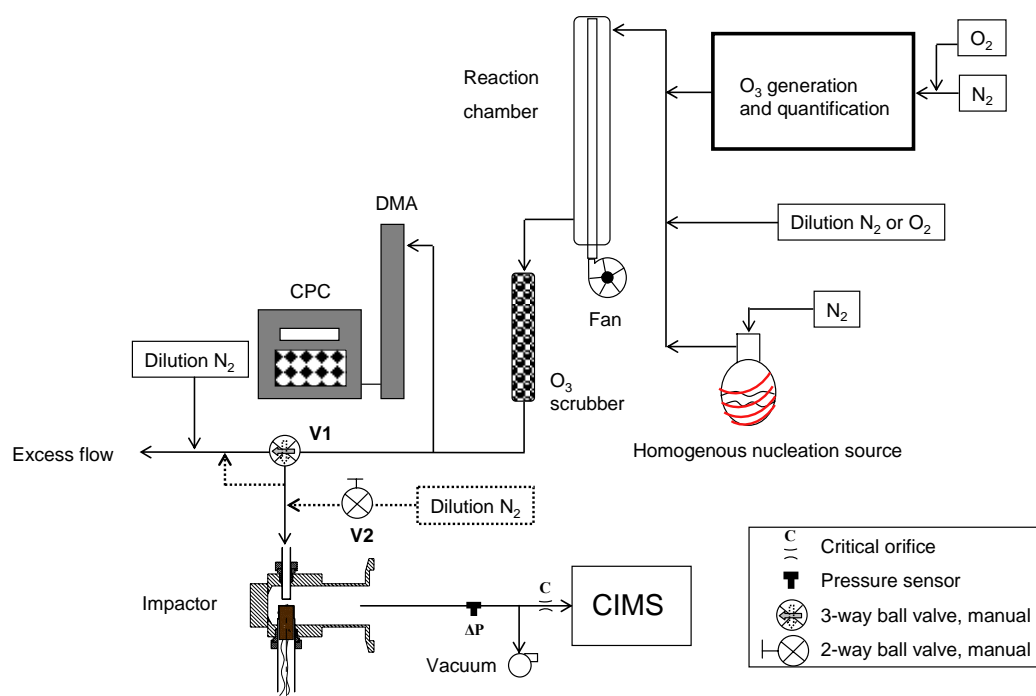 O₂
N₂
O₃ generation
and quantification
Reaction
chamber
Dilution N₂ or O₂
DMA
CPC
N₂
Fan
Dilution N₂
O₃
scrubber
V1
Homogenous nucleation source
Excess flow
Dilution N₂
V2
C
Critical orifice
Pressure sensor
3-way ball valve, manual
2-way ball valve, manual
Impactor
C
CIMS
ΔP
Vacuum